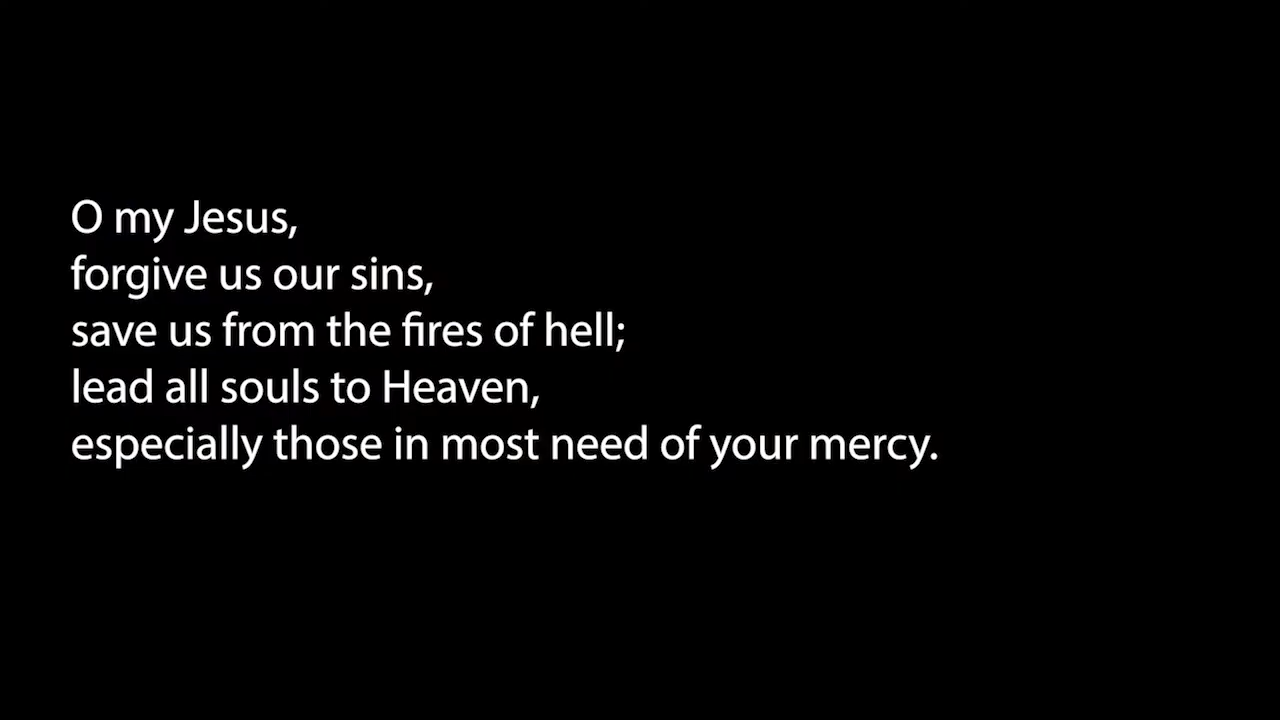 O my Jesus,
forgive us our sins,
save us from the fires of hell;
lead all souls to Heaven,
especially those in most need of your mercy.